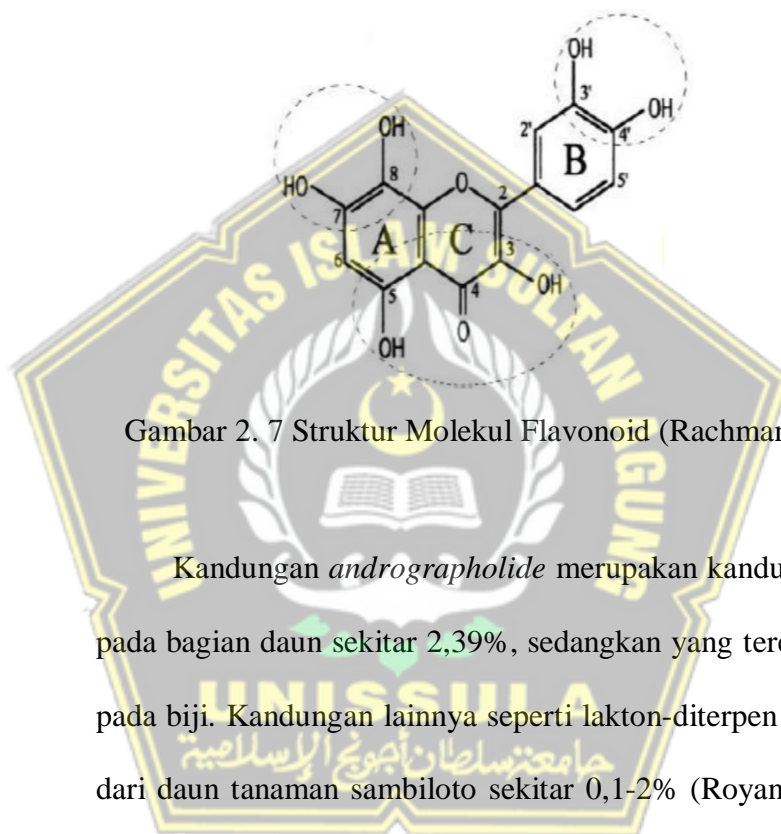 OH
3'
OH
4'
2'
B
5'
OH
8
HO
7
O
2
A
C
6
3
5
4
OH
OH
O
UNIVERSITAS ISLAM SULTAN AGUNG
Gambar 2. 7 Struktur Molekul Flavonoid
Kandungan andrographolide merupakan kandu
pada bagian daun sekitar 2,39%, sedangkan yang
pada biji. Kandungan lainnya seperti lakton-diterpen
dari daun tanaman sambiloto sekitar 0,1-2% (Royan
UNISSULA
جامعة سلطان أجونج الإسلامية